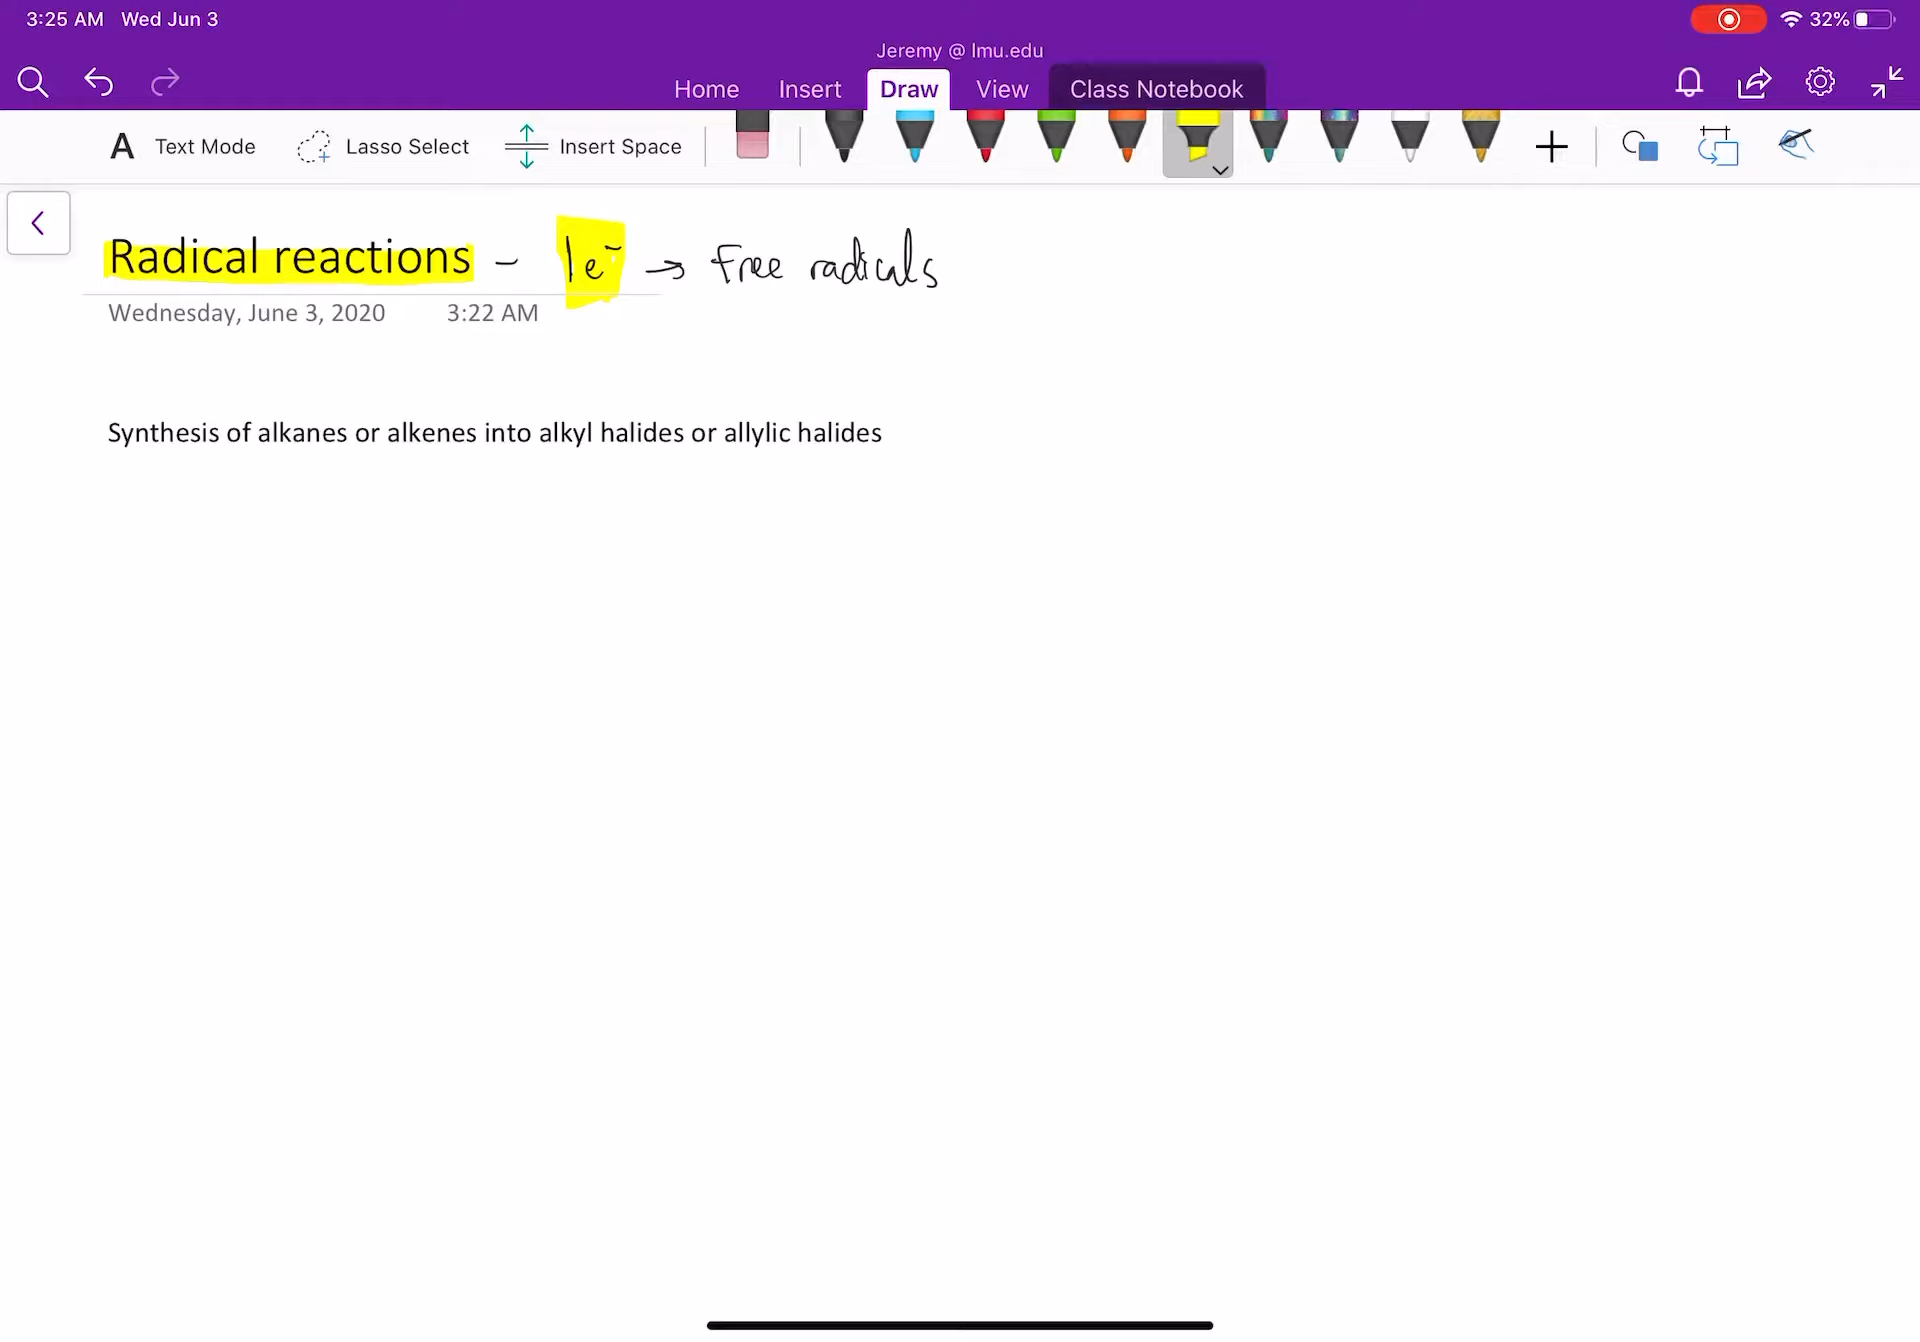 3:25 AM Wed Jun 3
32%
Jeremy @ lmu.edu
Home Insert Draw View Class Notebook
A Text Mode Lasso Select Insert Space
Radical reactions – 1e⁻ → Free radicals
Wednesday, June 3, 2020 3:22 AM
Synthesis of alkanes or alkenes into alkyl halides or allylic halides